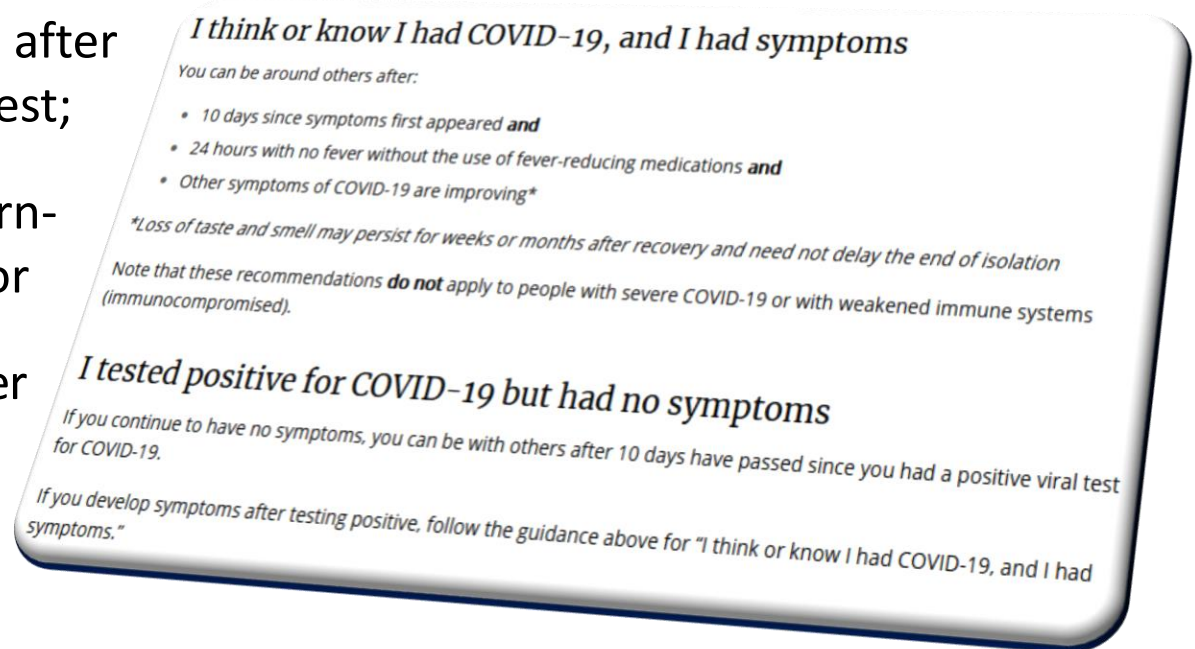 after
est;
rn-
or
er
I think or know I had COVID-19, and I had symptoms
You can be around others after:
• 10 days since symptoms first appeared and
• 24 hours with no fever without the use of fever-reducing medications and
• Other symptoms of COVID-19 are improving*
*Loss of taste and smell may persist for weeks or months after recovery and need not delay the end of isolation
Note that these recommendations do not apply to people with severe COVID-19 or with weakened immune systems
(immunocompromised).
I tested positive for COVID-19 but had no symptoms
If you continue to have no symptoms, you can be with others after 10 days have passed since you had a positive viral test
for COVID-19.
If you develop symptoms after testing positive, follow the guidance above for “I think or know I had COVID-19, and I had
symptoms.”